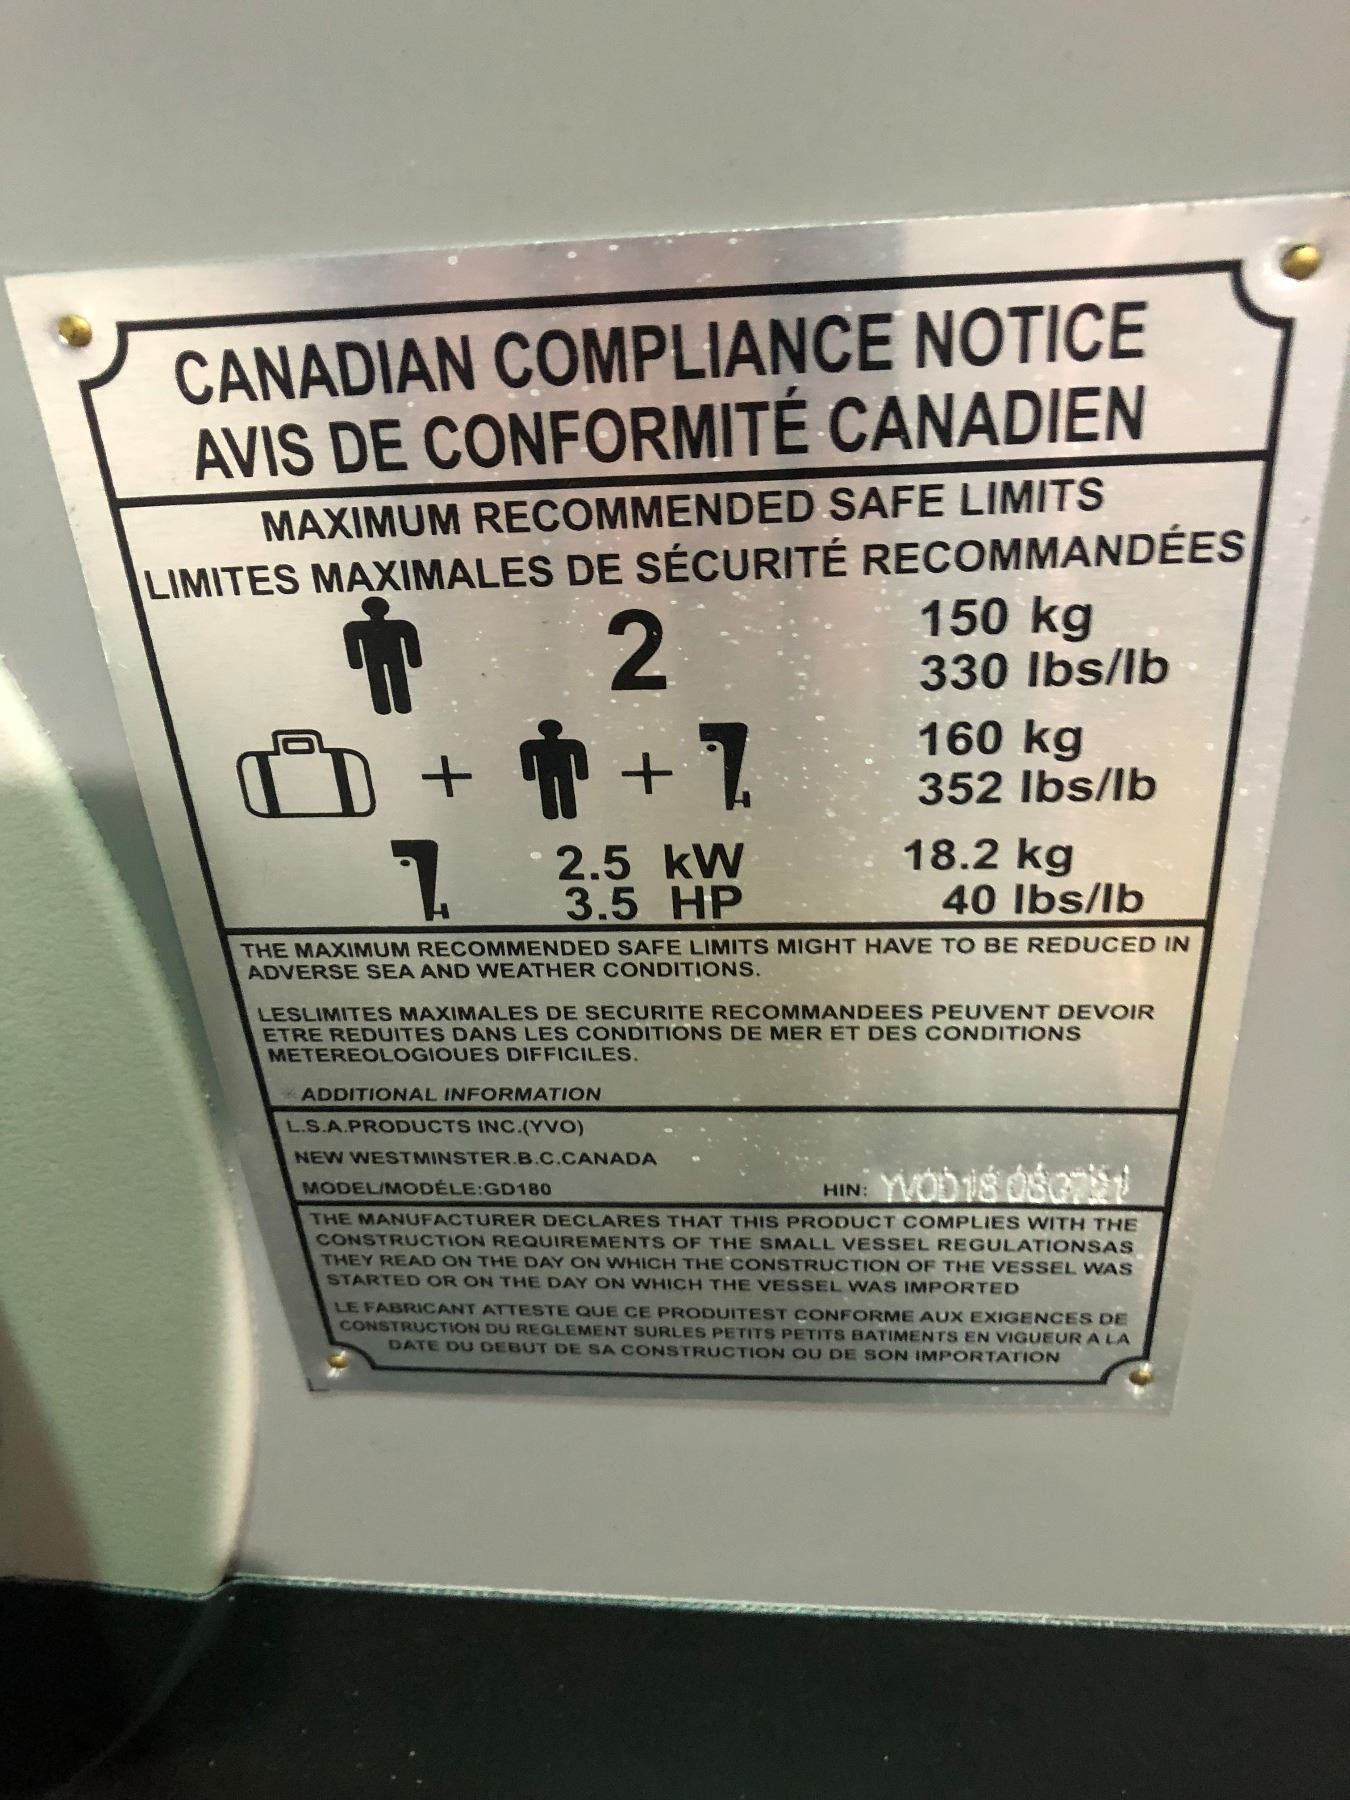 CANADIAN COMPLIANCE NOTICE
AVIS DE CONFORMITÉ CANADIEN
MAXIMUM RECOMMENDED SAFE LIMITS
LIMITES MAXIMALES DE SÉCURITÉ RECOMMANDÉES
2 150 kg
330 lbs/lb
+ + 160 kg
352 lbs/lb
2.5 kW 18.2 kg
3.5 HP 40 lbs/lb
THE MAXIMUM RECOMMENDED SAFE LIMITS MIGHT HAVE TO BE REDUCED IN
ADVERSE SEA AND WEATHER CONDITIONS.
LESLIMITES MAXIMALES DE SECURITE RECOMMANDEES PEUVENT DEVOIR
ETRE REDUITES DANS LES CONDITIONS DE MER ET DES CONDITIONS
METEREOLOGIOUES DIFFICILES.
* ADDITIONAL INFORMATION
L.S.A.PRODUCTS INC.(YVO)
NEW WESTMINSTER.B.C.CANADA
MODEL/MODÉLE:GD180 HIN:
THE MANUFACTURER DECLARES THAT THIS PRODUCT COMPLIES WITH THE
CONSTRUCTION REQUIREMENTS OF THE SMALL VESSEL REGULATIONSAS
THEY READ ON THE DAY ON WHICH THE CONSTRUCTION OF THE VESSEL WAS
STARTED OR ON THE DAY ON WHICH THE VESSEL WAS IMPORTED
LE FABRICANT ATTESTE QUE CE PRODUITEST CONFORME AUX EXIGENCES DE
CONSTRUCTION DU REGLEMENT SURLES PETITS PETITS BATIMENTS EN VIGUEUR A LA
DATE DU DEBUT DE SA CONSTRUCTION OU DE SON IMPORTATION